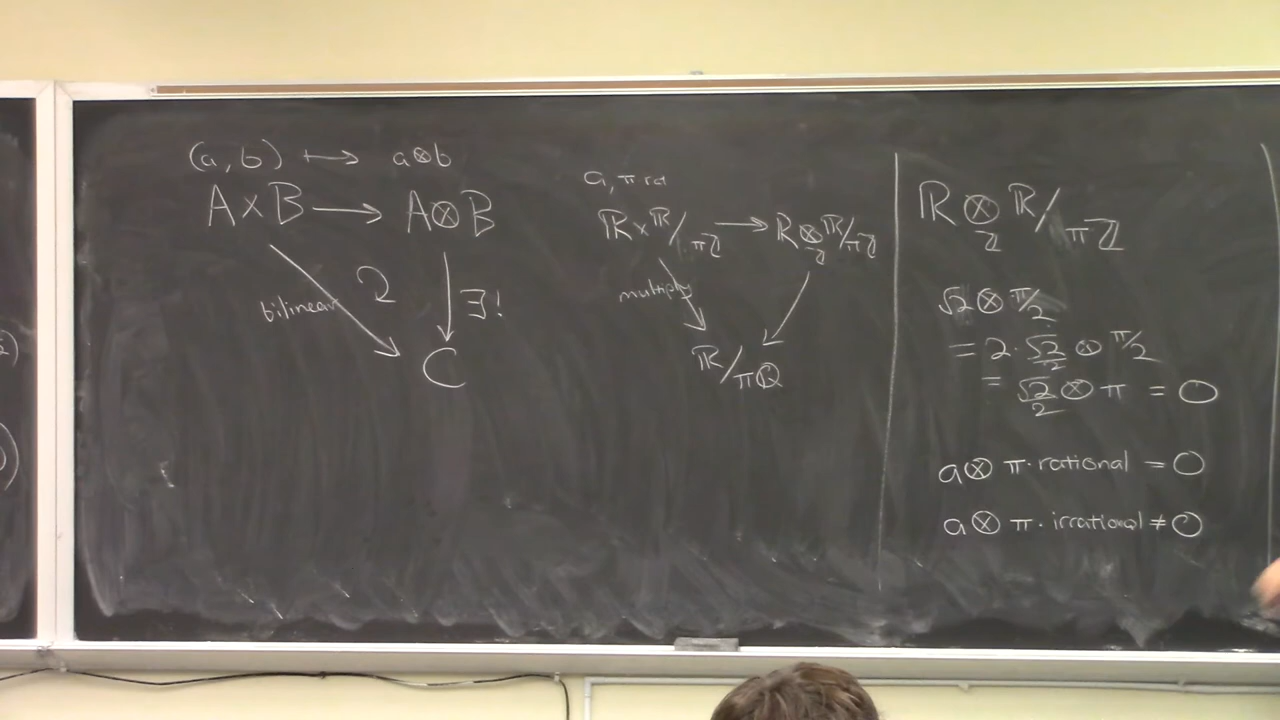 (a, b) ↦ a⊗b
A×B → A⊗B
bilinear ∃!
C
a, π rat
ℝ×ℝ/πℤ → ℝ⊗_ℤ ℝ/πℤ
multiply
ℝ/πℚ
ℝ⊗_ℤ ℝ/πℤ
√2⊗π/2
= 2·√2/2 ⊗ π/2
= √2/2 ⊗ π = 0
a⊗ π·rational = 0
a⊗ π·irrational ≠ 0